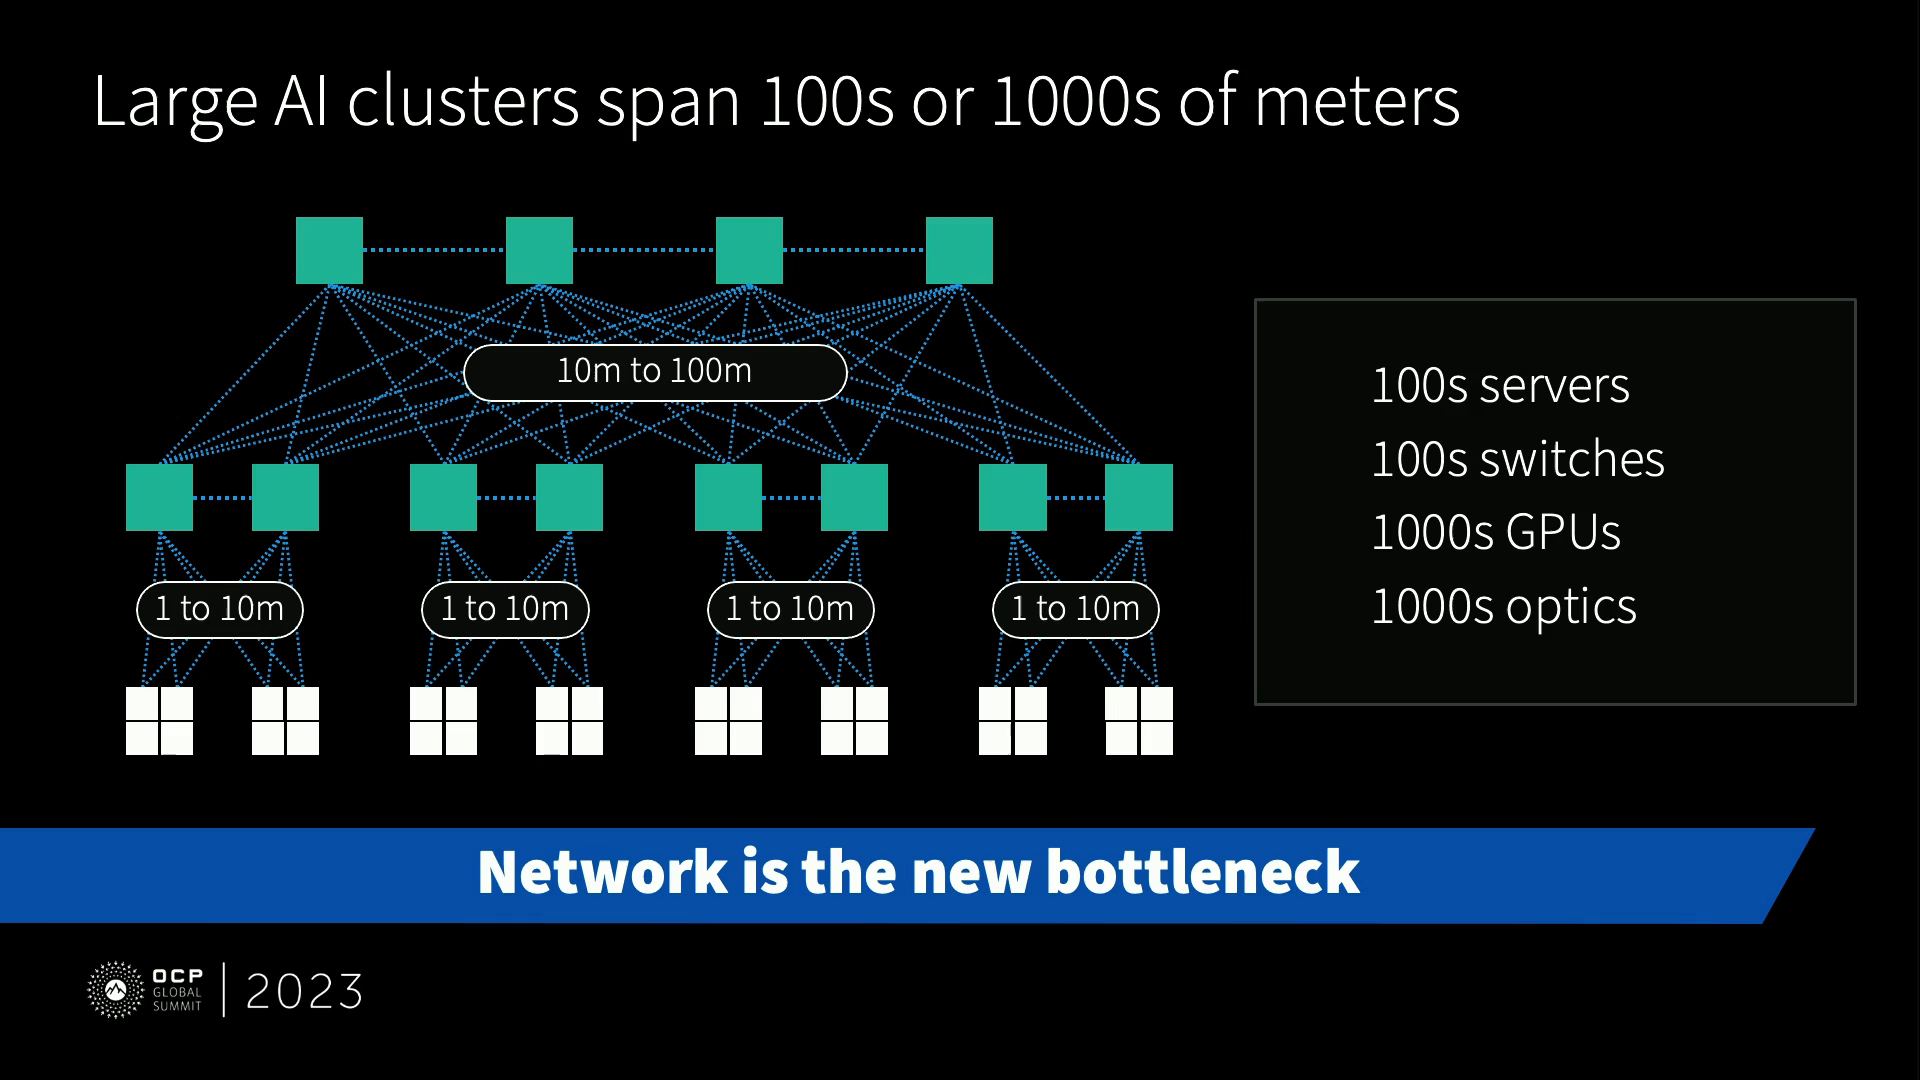 Large AI clusters span 100s or 1000s of meters
10m to 100m
1 to 10m
1 to 10m
1 to 10m
1 to 10m
100s servers
100s switches
1000s GPUs
1000s optics
Network is the new bottleneck
OCP
GLOBAL
SUMMIT
2023